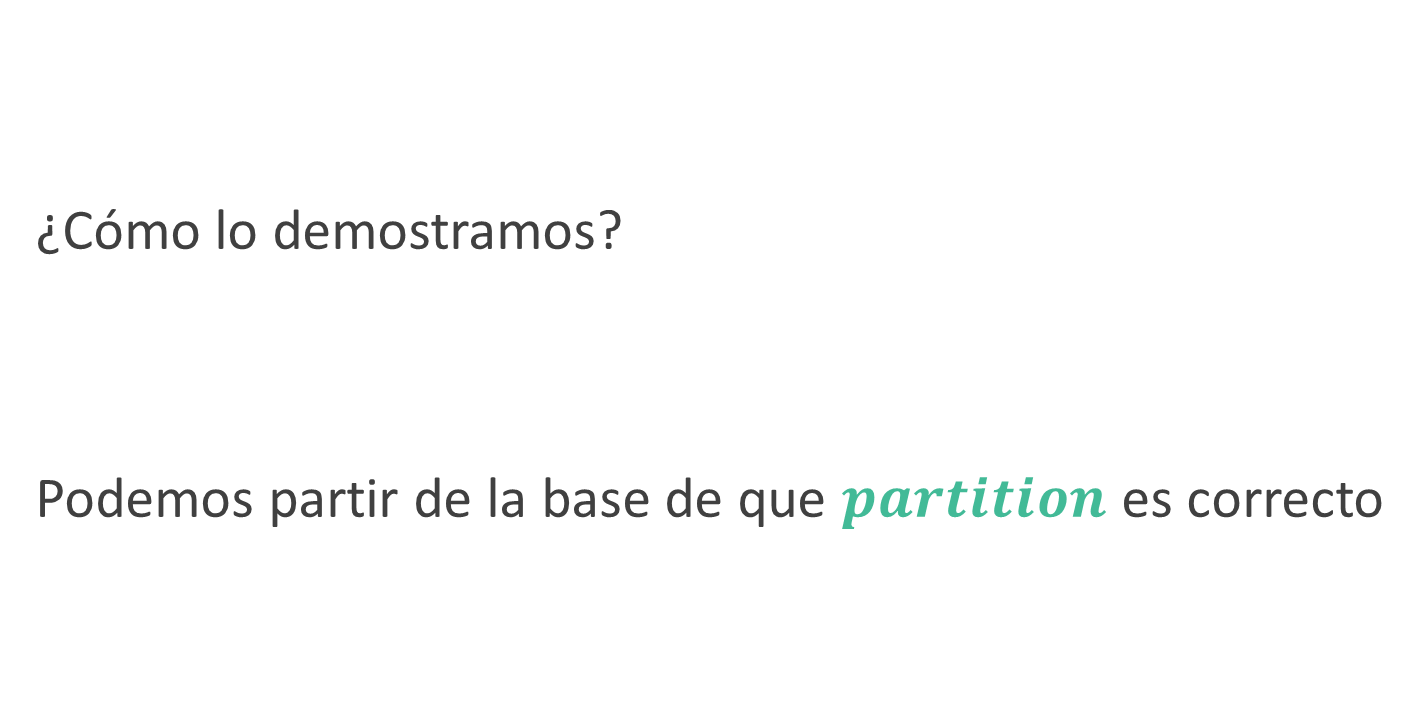 ¿Cómo lo demostramos?
Podemos partir de la base de que partition es correcto